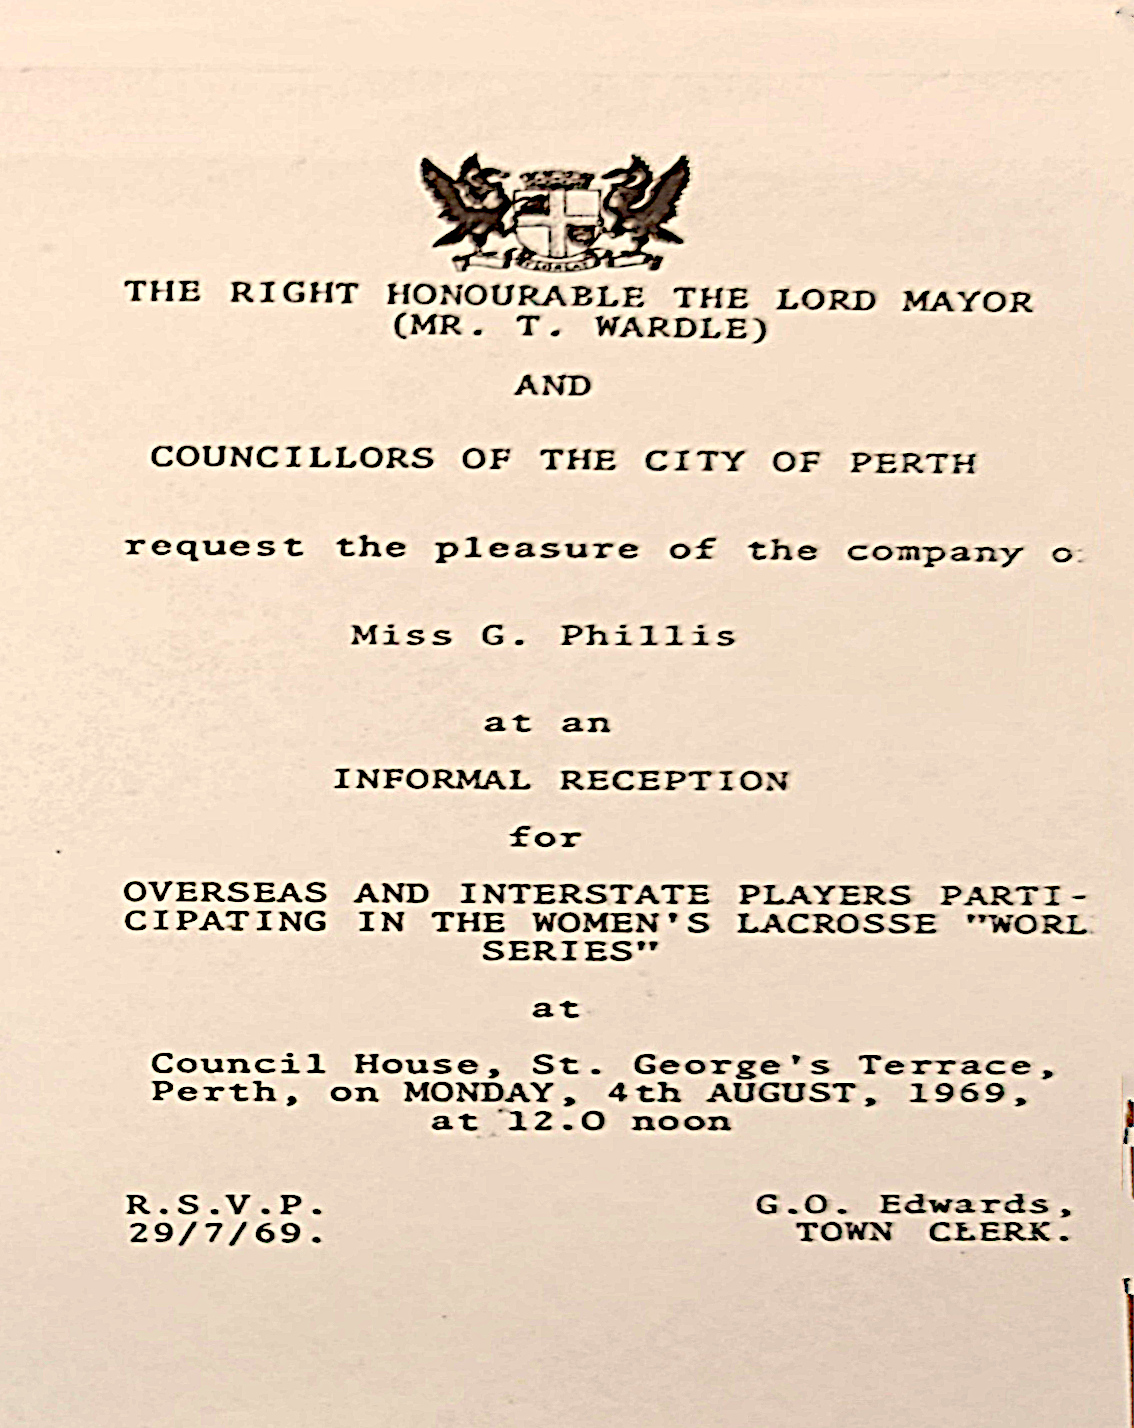 FLOREAT
THE RIGHT HONOURABLE THE LORD MAYOR
(MR. T. WARDLE)
AND
COUNCILLORS OF THE CITY OF PERTH
request the pleasure of the company o
Miss G. Phillis
at an
INFORMAL RECEPTION
for
OVERSEAS AND INTERSTATE PLAYERS PARTI-
CIPATING IN THE WOMEN'S LACROSSE "WORL
SERIES"
at
Council House, St. George's Terrace,
Perth, on MONDAY, 4th AUGUST, 1969,
at 12.0 noon
R.S.V.P. G.O. Edwards,
29/7/69. TOWN CLERK.